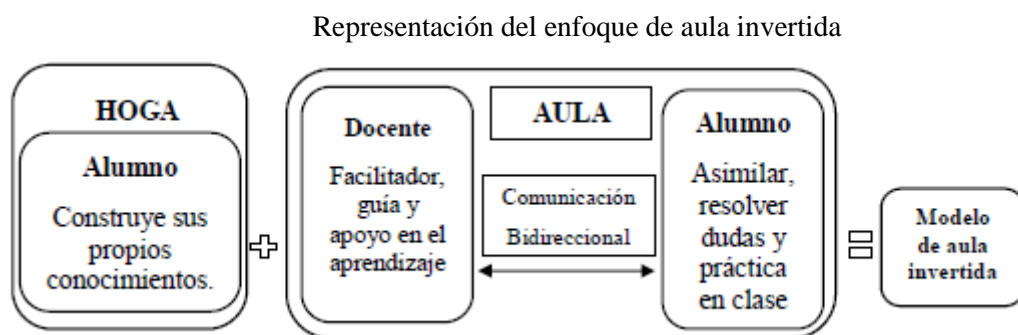 Representación del enfoque de aula invertida
HOGA
Alumno
Construye sus
propios
conocimientos.
Docente
Facilitador,
guía y
apoyo en el
aprendizaje
AULA
Comunicación
Bidireccional
Alumno
Asimilar,
resolver
dudas y
práctica
en clase
Modelo
de aula
invertida